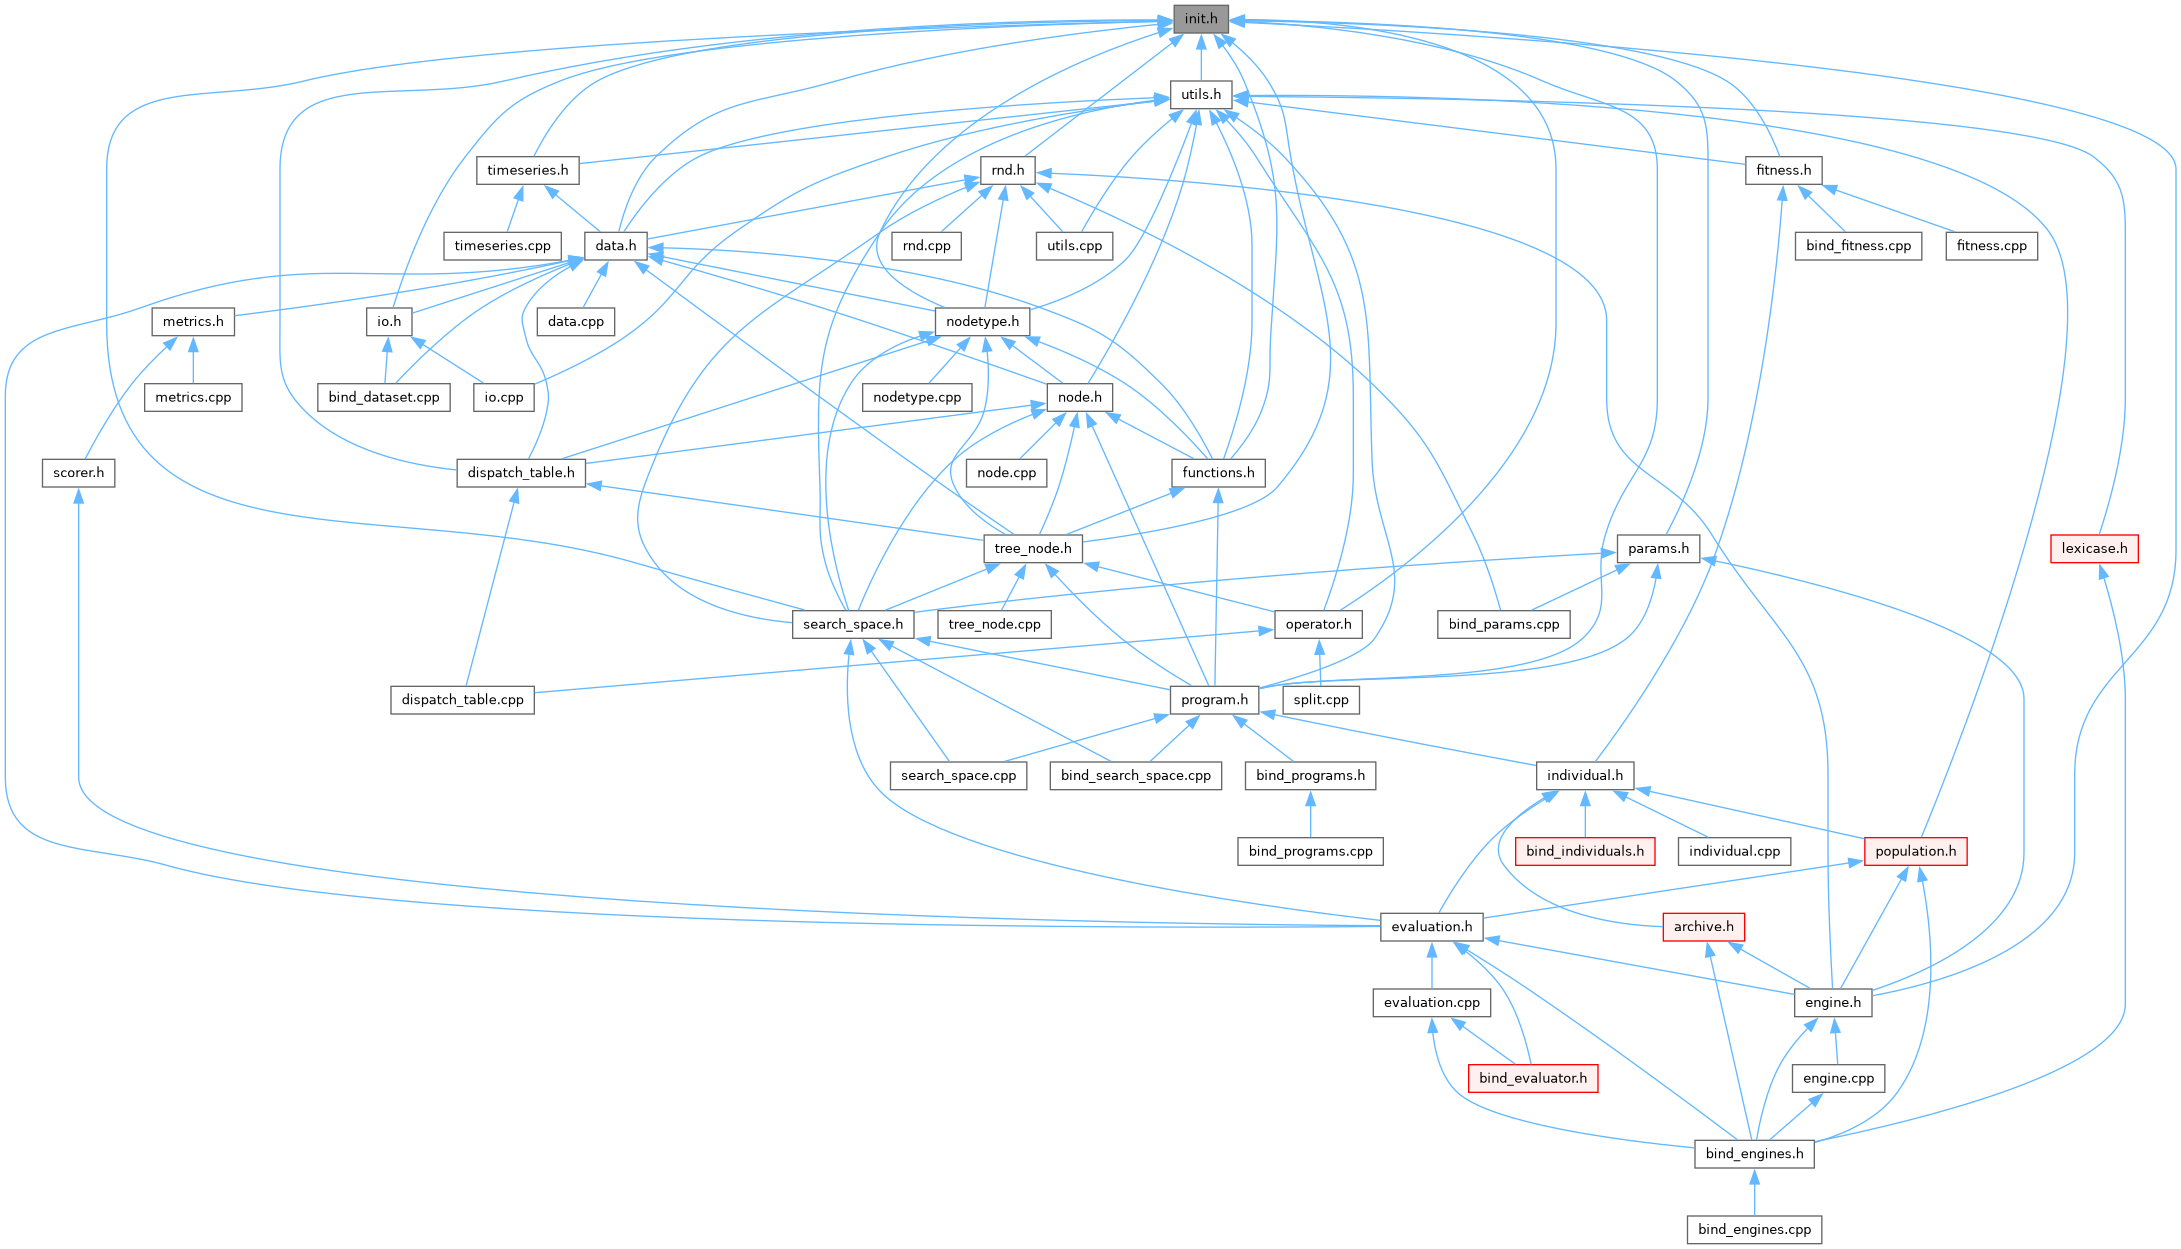 init.h
utils.h
timeseries.h
rnd.h
fitness.h
timeseries.cpp
data.h
rnd.cpp
utils.cpp
bind_fitness.cpp
fitness.cpp
metrics.h
io.h
data.cpp
nodetype.h
metrics.cpp
bind_dataset.cpp
io.cpp
nodetype.cpp
node.h
scorer.h
dispatch_table.h
node.cpp
functions.h
tree_node.h
params.h
lexicase.h
search_space.h
tree_node.cpp
operator.h
bind_params.cpp
dispatch_table.cpp
program.h
split.cpp
search_space.cpp
bind_search_space.cpp
bind_programs.h
individual.h
bind_programs.cpp
bind_individuals.h
individual.cpp
population.h
evaluation.h
archive.h
evaluation.cpp
engine.h
bind_evaluator.h
engine.cpp
bind_engines.h
bind_engines.cpp